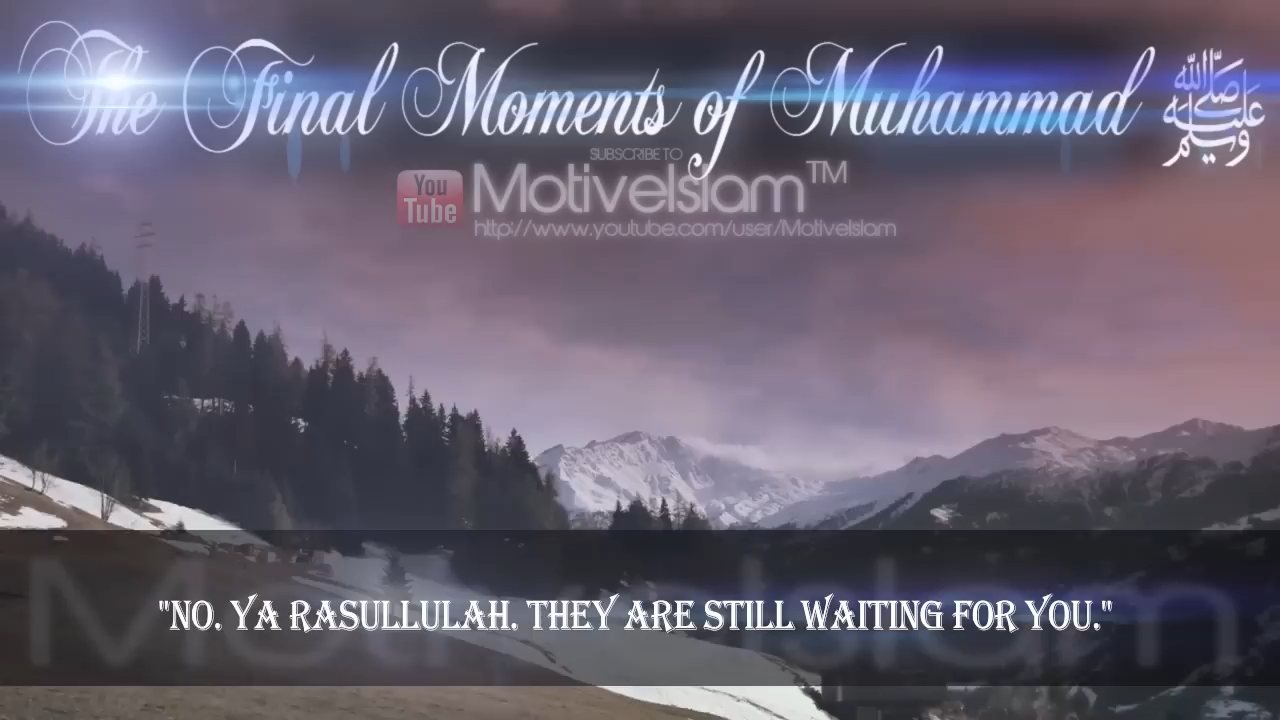 The Final Moments of Muhammad
صلى الله عليه وسلم
SUBSCRIBE TO
You Tube
MotiveIslam™
http://www.youtube.com/user/MotiveIslam
MotiveIslam
"NO. YA RASULLULAH. THEY ARE STILL WAITING FOR YOU."